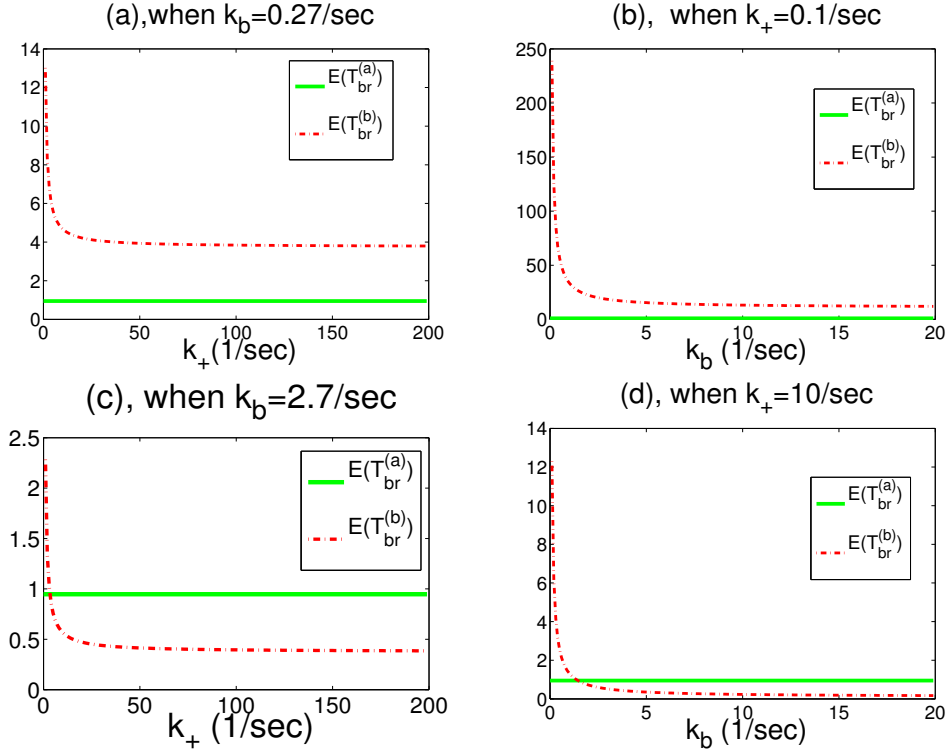 (a),when k_b=0.27/sec
14
12
10
8
6
4
2
0
E(T_br^(a))
E(T_br^(b))
0 50 100 150 200
k_+(1/sec)
(b), when k_+=0.1/sec
250
200
150
100
50
0
E(T_br^(a))
E(T_br^(b))
0 5 10 15 20
k_b (1/sec)
(c), when k_b=2.7/sec
2.5
2
1.5
1
0.5
0
E(T_br^(a))
E(T_br^(b))
0 50 100 150 200
k_+ (1/sec)
(d), when k_+=10/sec
14
12
10
8
6
4
2
0
E(T_br^(a))
E(T_br^(b))
0 5 10 15 20
k_b (1/sec)